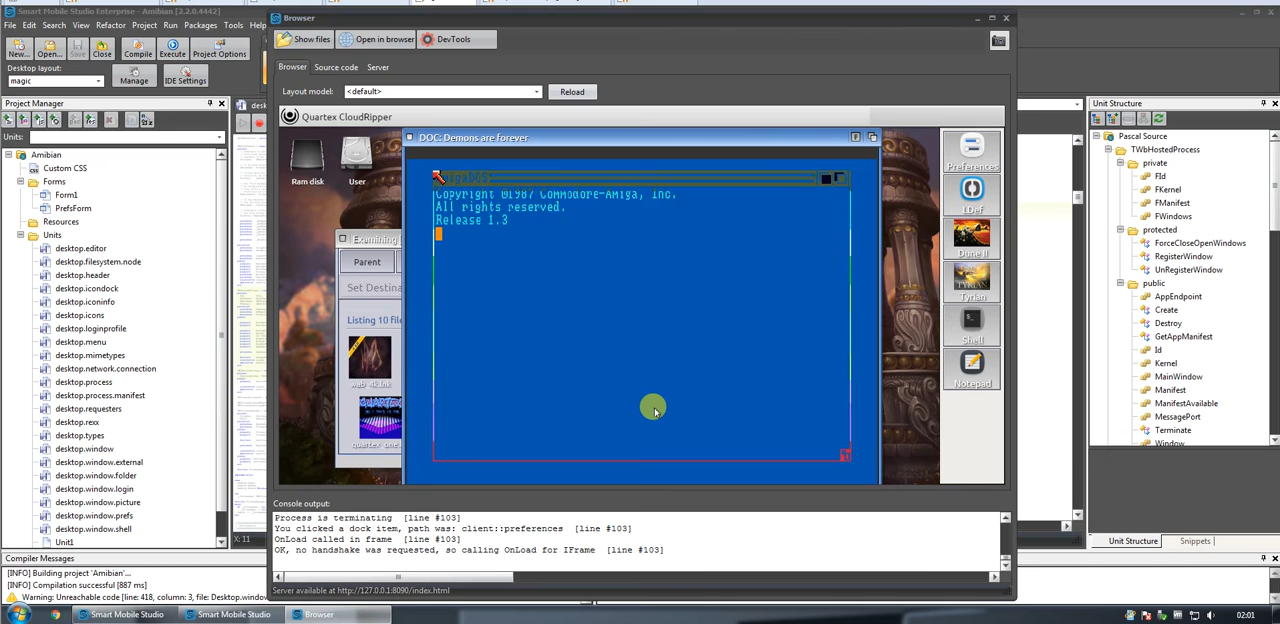 Smart Mobile Studio Enterprise - Amibian - [2.2.0.4442]
File Edit Search View Refactor Project Run Packages Tools
New... Open... Save Close Compile Execute Project Options
Desktop layout:
magic
Manage IDE Settings
Project Manager
Units:
Amibian
Custom CSS
Forms
Form1
PrefsForm
Resources
Units
desktop.editor
desktop.filesystem.node
desktop.header
desktop.icondock
desktop.iconinfo
desktop.icons
desktop.loginprofile
desktop.menu
desktop.mimetypes
desktop.network.connection
desktop.process
desktop.process.manifest
desktop.requesters
desktop.rexx
desktop.types
desktop.window
desktop.window.external
desktop.window.folder
desktop.window.login
desktop.window.picture
desktop.window.prefs
desktop.window.shell
Unit1
X: 11
Browser
Show files Open in browser DevTools
Browser Source code Server
Layout model: <default> Reload
Quartex CloudRipper
Ram disk User
DOC: Demons are forever
AmigaDOS
Copyright ©1987 Commodore-Amiga, Inc.
All rights reserved.
Release 1.3
Examining
Parent
Set Destina
Listing 10 file
web_4k.lnk
Preferences
Dune II
Tyrian
Shell
Notepad
Console output:
Process is terminating [line #103]
You clicked a dock item, path was: client::preferences [line #103]
OnLoad called in frame [line #103]
OK, no handshake was requested, so calling OnLoad for IFrame [line #103]
Server available at http://127.0.0.1:8090/index.html
Unit Structure
Pascal Source
TWbHostedProcess
private
FId
FKernel
FManifest
FWindows
protected
ForceCloseOpenWindows
RegisterWindow
UnRegisterWindow
public
AppEndpoint
Create
Destroy
GetAppManifest
Id
Kernel
MainWindow
Manifest
ManifestAvailable
MessagePort
Terminate
Window
Unit Structure Snippets
Compiler Messages
[INFO] Building project 'Amibian'...
[INFO] Compilation successful [887 ms]
Warning: Unreachable code [line: 418, column: 3, file: Desktop.windo
Smart Mobile Studio Smart Mobile Studio Browser
02:01